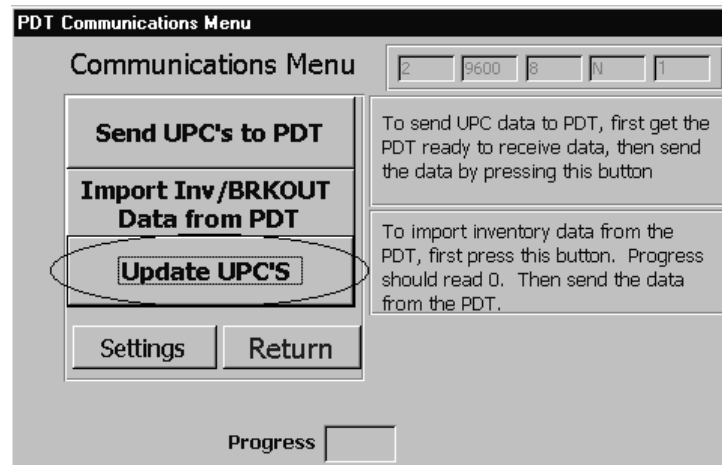 PDT Communications Menu
Communications Menu
2 9600 8 N 1
Send UPC's to PDT
To send UPC data to PDT, first get the
PDT ready to receive data, then send
the data by pressing this button
Import Inv/BRKOUT
Data from PDT
To import inventory data from the
PDT, first press this button. Progress
should read 0. Then send the data
from the PDT.
Update UPC'S
Settings Return
Progress